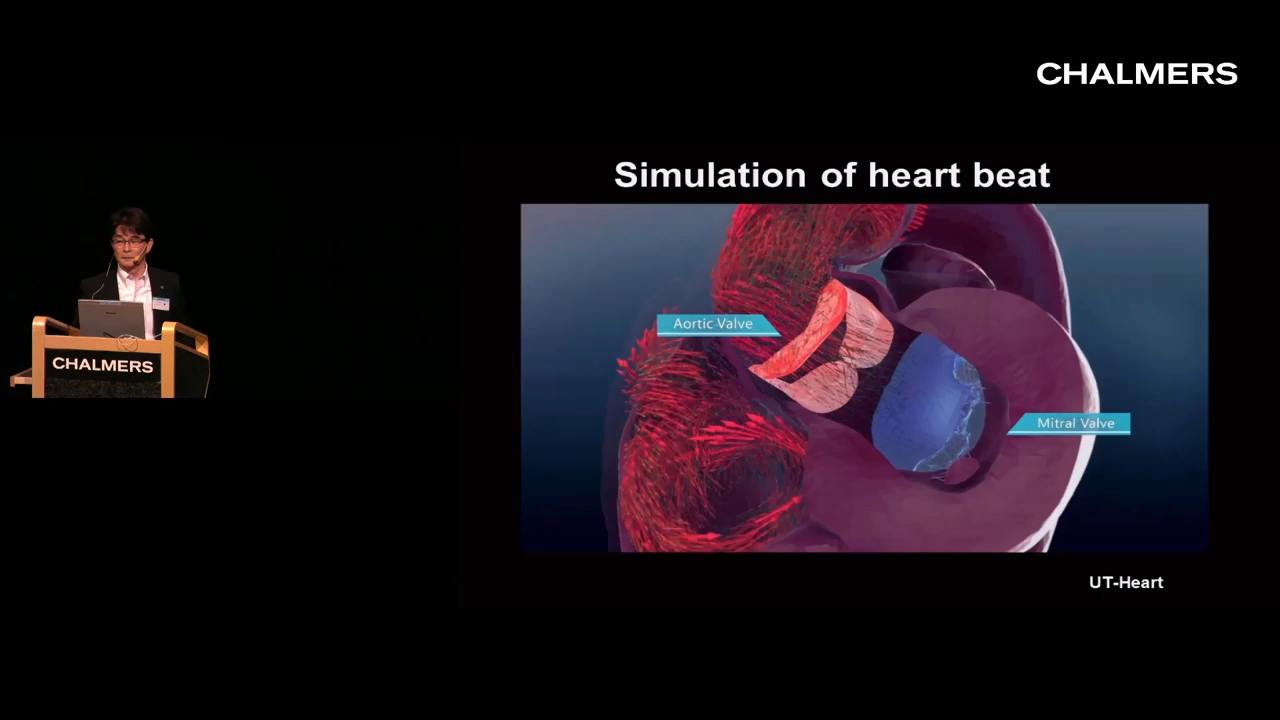 CHALMERS
Simulation of heart beat
Aortic Valve
Mitral Valve
CHALMERS
UT-Heart